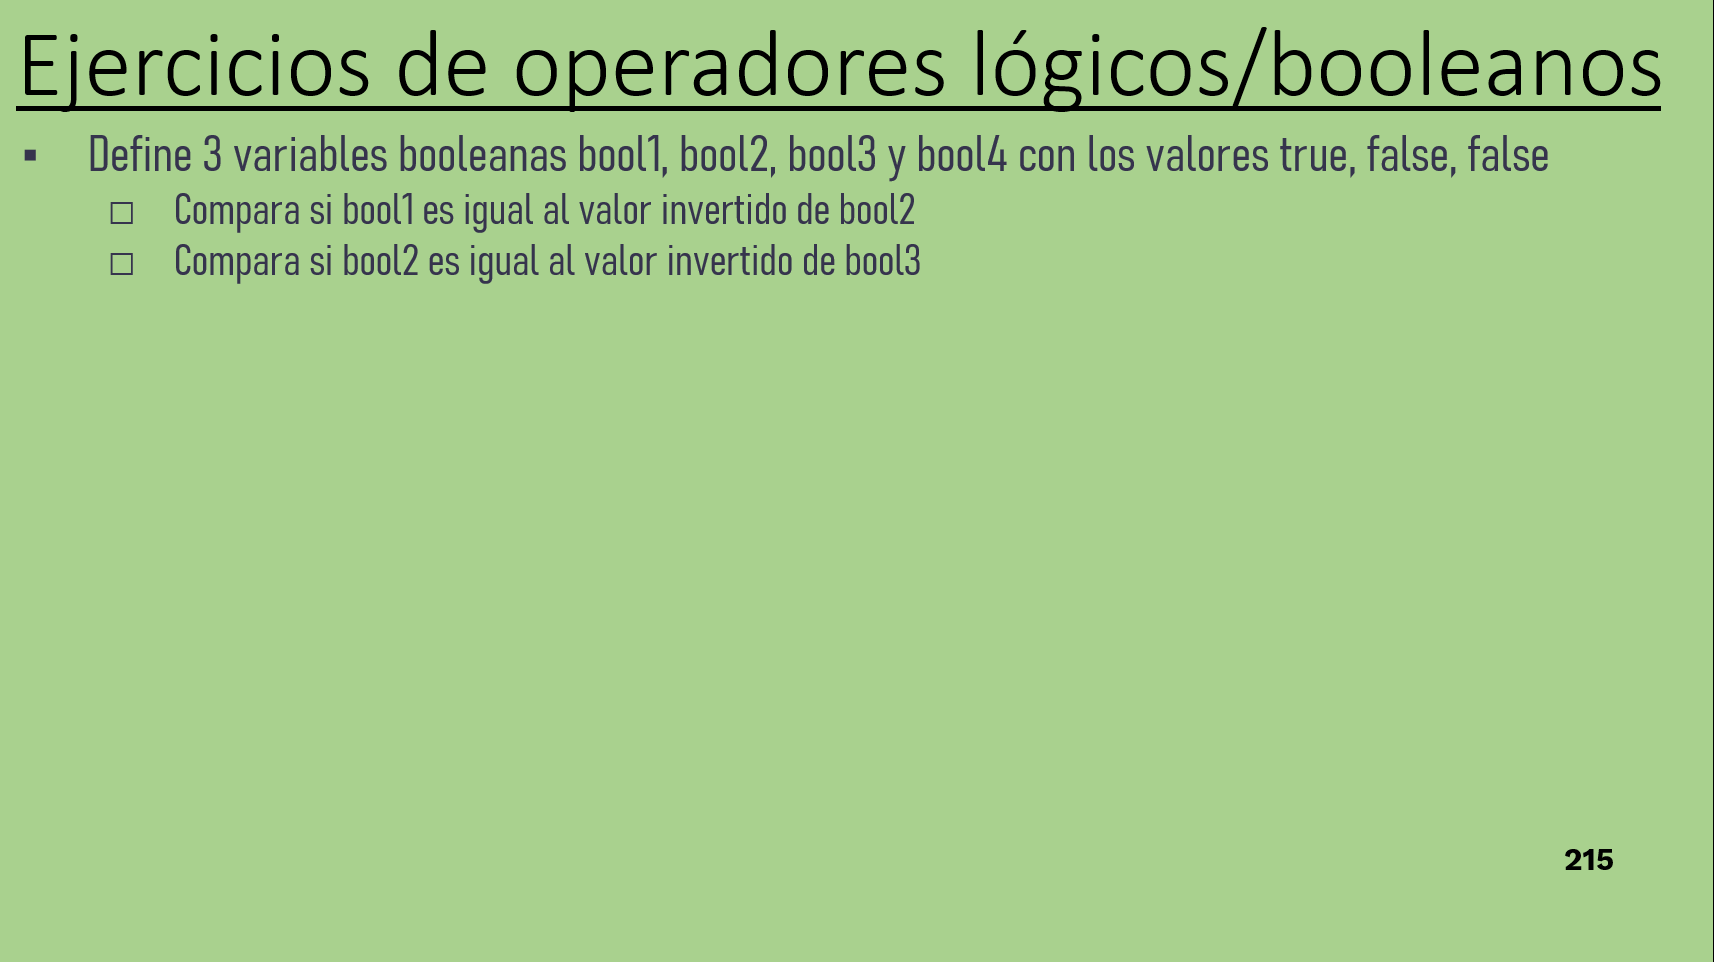 Ejercicios de operadores lógicos/booleanos
▪ Define 3 variables booleanas bool1, bool2, bool3 y bool4 con los valores true, false, false
□ Compara si bool1 es igual al valor invertido de bool2
□ Compara si bool2 es igual al valor invertido de bool3
215